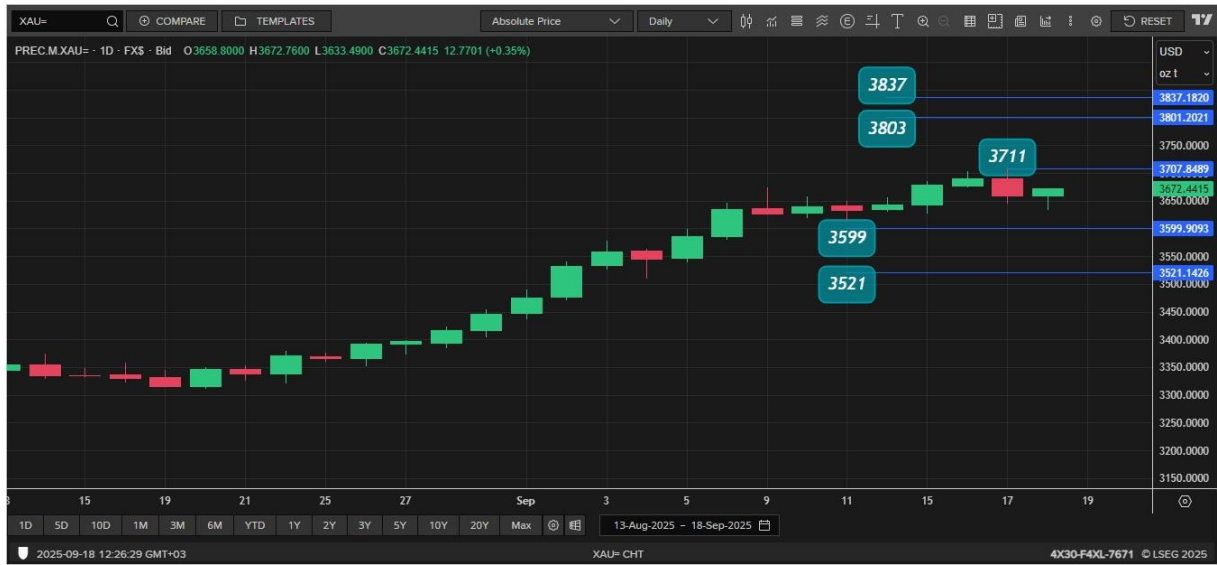 XAU=
COMPARE
TEMPLATES
Absolute Price
Daily
E
T
RESET
PREC.M.XAU= · 1D · FX$ · Bid O3658.8000 H3672.7600 L3633.4900 C3672.4415 12.7701 (+0.35%)
USD
oz t
3837
3837.1820
3803
3801.2021
3750.0000
3711
3707.8489
3672.4415
3650.0000
3599
3599.9093
3550.0000
3521
3521.1426
3500.0000
3450.0000
3400.0000
3350.0000
3300.0000
3250.0000
3200.0000
3150.0000
15 19 21 25 27 Sep 3 5 9 11 15 17 19
1D 5D 10D 1M 3M 6M YTD 1Y 2Y 3Y 5Y 10Y 20Y Max
13-Aug-2025 – 18-Sep-2025
2025-09-18 12:26:29 GMT+03
XAU= CHT
4X30-F4XL-7671 © LSEG 2025